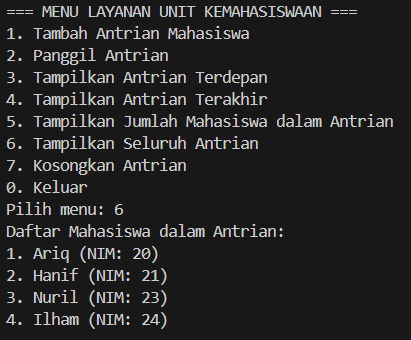 === MENU LAYANAN UNIT KEMAHASISWAAN ===
1. Tambah Antrian Mahasiswa
2. Panggil Antrian
3. Tampilkan Antrian Terdepan
4. Tampilkan Antrian Terakhir
5. Tampilkan Jumlah Mahasiswa dalam Antrian
6. Tampilkan Seluruh Antrian
7. Kosongkan Antrian
0. Keluar
Pilih menu: 6
Daftar Mahasiswa dalam Antrian:
1. Ariq (NIM: 20)
2. Hanif (NIM: 21)
3. Nuril (NIM: 23)
4. Ilham (NIM: 24)